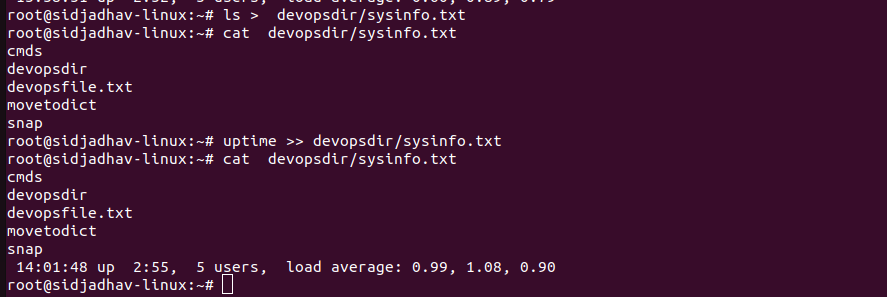 root@sidjadhav-linux:~# ls >  devopsdir/sysinfo.txt
root@sidjadhav-linux:~# cat  devopsdir/sysinfo.txt
cmds
devopsdir
devopsfile.txt
movetodict
snap
root@sidjadhav-linux:~# uptime >> devopsdir/sysinfo.txt
root@sidjadhav-linux:~# cat  devopsdir/sysinfo.txt
cmds
devopsdir
devopsfile.txt
movetodict
snap
 14:01:48 up  2:55,  5 users,  load average: 0.99, 1.08, 0.90
root@sidjadhav-linux:~#